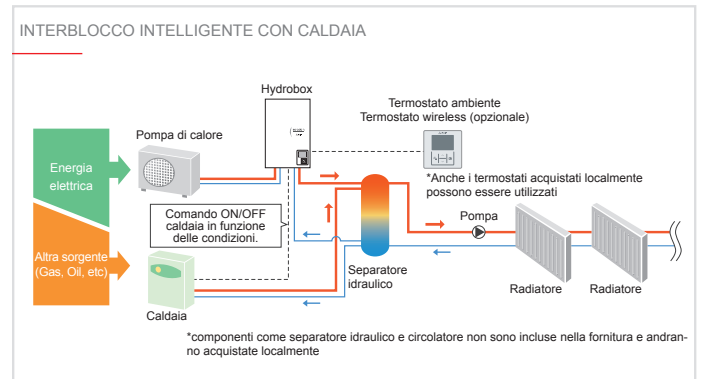 INTERBLOCCO INTELLIGENTE CON CALDAIA
Hydrobox
Termostato ambiente
Termostato wireless (opzionale)
Pompa di calore
Energia
elettrica
*Anche i termostati acquistati localmente
possono essere utilizzati
Comando ON/OFF
caldaia in funzione
delle condizioni.
Pompa
Altra sorgente
(Gas, Oil, etc)
Separatore
idraulico
Radiatore
Radiatore
Caldaia
*componenti come separatore idraulico e circolatore non sono incluse nella fornitura e andran-
no acquistate localmente